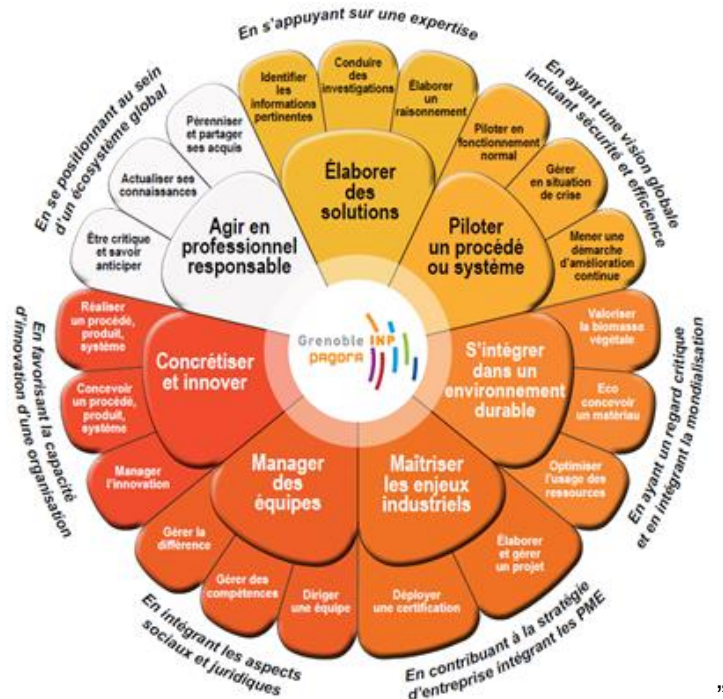 En s'appuyant sur une expertise
Identifier
les
informations
pertinentes
Conduire
des
investigations
Élaborer
un
raisonnement
Élaborer
des
solutions
En ayant une vision globale
incluant sécurité et efficience
Piloter en
fonctionnement
normal
Gérer
en situation
de crise
Mener une
démarche
d'amélioration
continue
Piloter
un procédé
ou système
Valoriser
la biomasse
végétale
Eco
concevoir
un matériau
Optimiser
l'usage des
ressources
S'intégrer
dans un
environnement
durable
En ayant un regard critique
et en intégrant la mondialisation
Élaborer
et gérer
un projet
Déployer
une certification
Maîtriser
les enjeux
industriels
En contribuant à la stratégie
d'entreprise intégrant les PME
Diriger
une équipe
Gérer des
compétences
Gérer la
différence
Manager
des
équipes
En intégrant les aspects
sociaux et juridiques
Manager
l'innovation
Concevoir
un procédé,
produit,
système
Réaliser
un procédé,
produit,
système
Concrétiser
et innover
En favorisant la capacité
d'innovation d'une organisation
Être critique
et savoir
anticiper
Actualiser ses
connaissances
Pérenniser
et partager
ses acquis
Agir en
professionnel
responsable
En se positionnant au sein
d'un écosystème global
Grenoble INP
PAGORA
"